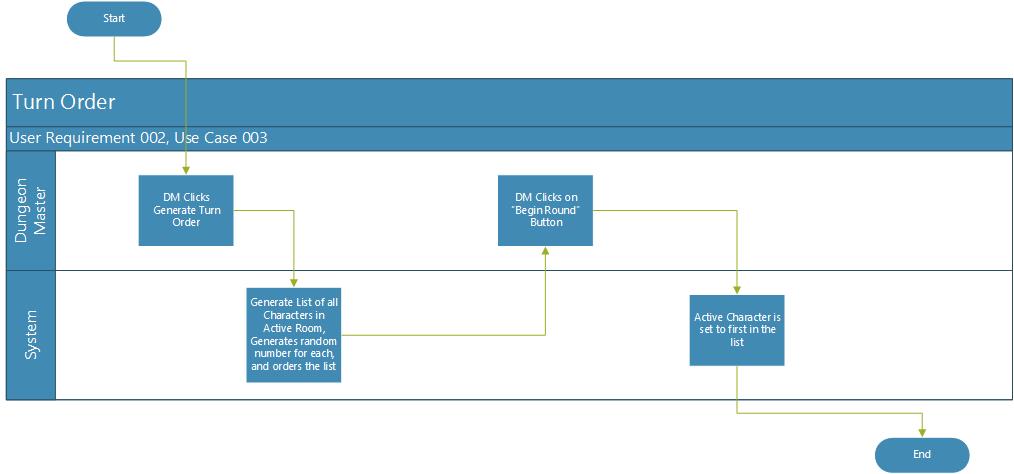 Start
Turn Order
User Requirement 002, Use Case 003
Dungeon
Master
DM Clicks
Generate Turn
Order
DM Clicks on
"Begin Round"
Button
System
Generate List of all
Characters in
Active Room,
Generates random
number for each,
and orders the list
Active Character is
set to first in the
list
End